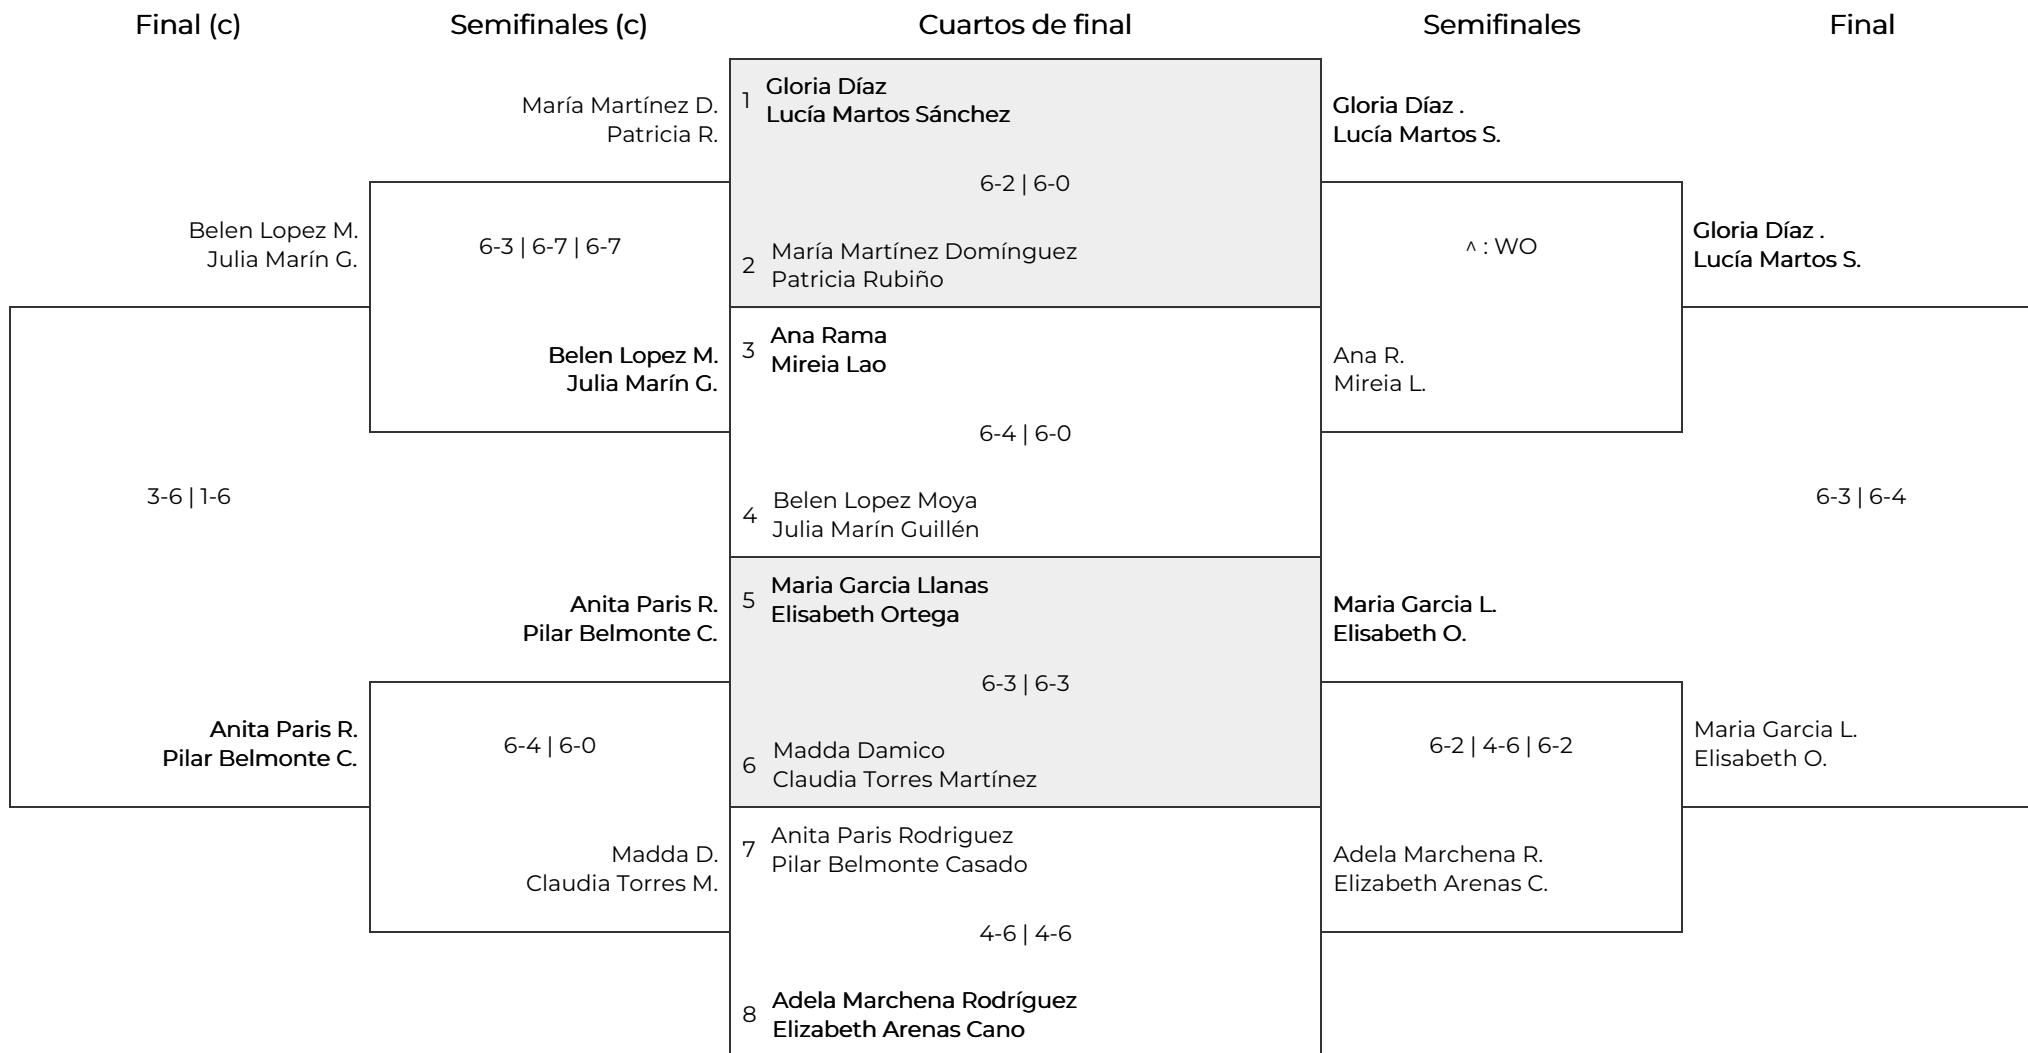 Final (c)
Semifinales (c)
Cuartos de final
Semifinales
Final
Belen Lopez M.
Julia Marín G.
3-6 | 1-6
Anita Paris R.
Pilar Belmonte C.
María Martínez D.
Patricia R.
6-3 | 6-7 | 6-7
Belen Lopez M.
Julia Marín G.
Anita Paris R.
Pilar Belmonte C.
6-4 | 6-0
Madda D.
Claudia Torres M.
1 Gloria Díaz
Lucía Martos Sánchez
6-2 | 6-0
2 María Martínez Domínguez
Patricia Rubiño
3 Ana Rama
Mireia Lao
6-4 | 6-0
4 Belen Lopez Moya
Julia Marín Guillén
5 Maria Garcia Llanas
Elisabeth Ortega
6-3 | 6-3
6 Madda Damico
Claudia Torres Martínez
7 Anita Paris Rodriguez
Pilar Belmonte Casado
4-6 | 4-6
8 Adela Marchena Rodríguez
Elizabeth Arenas Cano
Gloria Díaz .
Lucía Martos S.
^ : WO
Ana R.
Mireia L.
Maria Garcia L.
Elisabeth O.
6-2 | 4-6 | 6-2
Adela Marchena R.
Elizabeth Arenas C.
Gloria Díaz .
Lucía Martos S.
6-3 | 6-4
Maria Garcia L.
Elisabeth O.